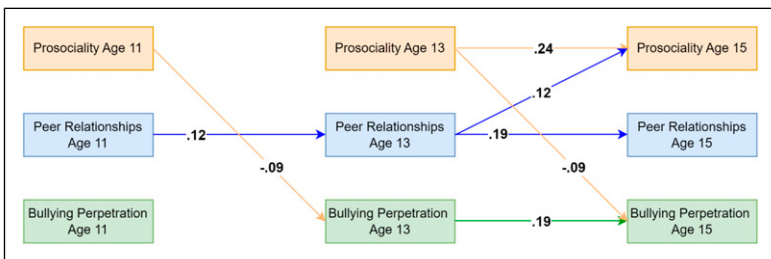 Prosociality Age 11
Prosociality Age 13
.24
Prosociality Age 15
.12
Peer Relationships
Age 11
.12
Peer Relationships
Age 13
.19
Peer Relationships
Age 15
-.09
-.09
Bullying Perpetration
Age 11
Bullying Perpetration
Age 13
.19
Bullying Perpetration
Age 15